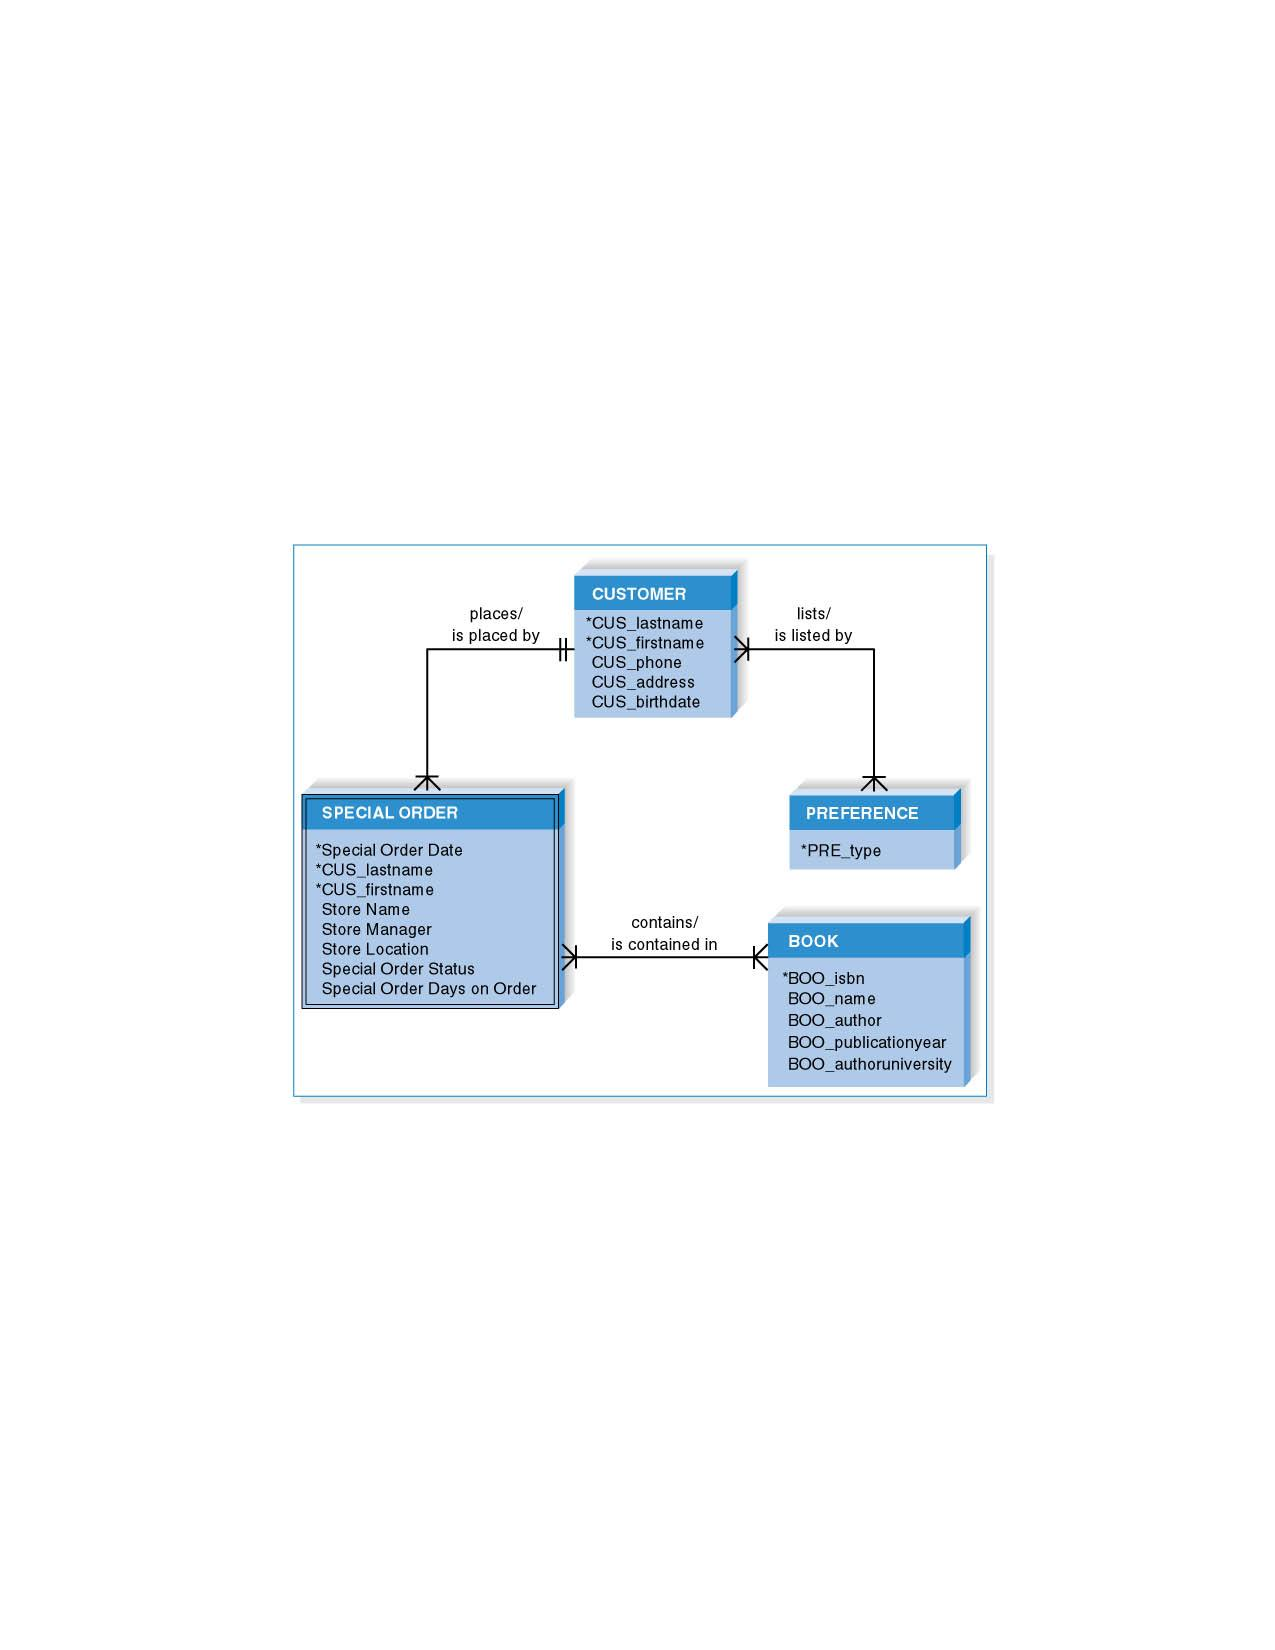 CUSTOMER
*CUS_lastname
*CUS_firstname
CUS_phone
CUS_address
CUS_birthdate
places/
is placed by
lists/
is listed by
SPECIAL ORDER
*Special Order Date
*CUS_lastname
*CUS_firstname
Store Name
Store Manager
Store Location
Special Order Status
Special Order Days on Order
PREFERENCE
*PRE_type
contains/
is contained in
BOOK
*BOO_isbn
BOO_name
BOO_author
BOO_publicationyear
BOO_authoruniversity